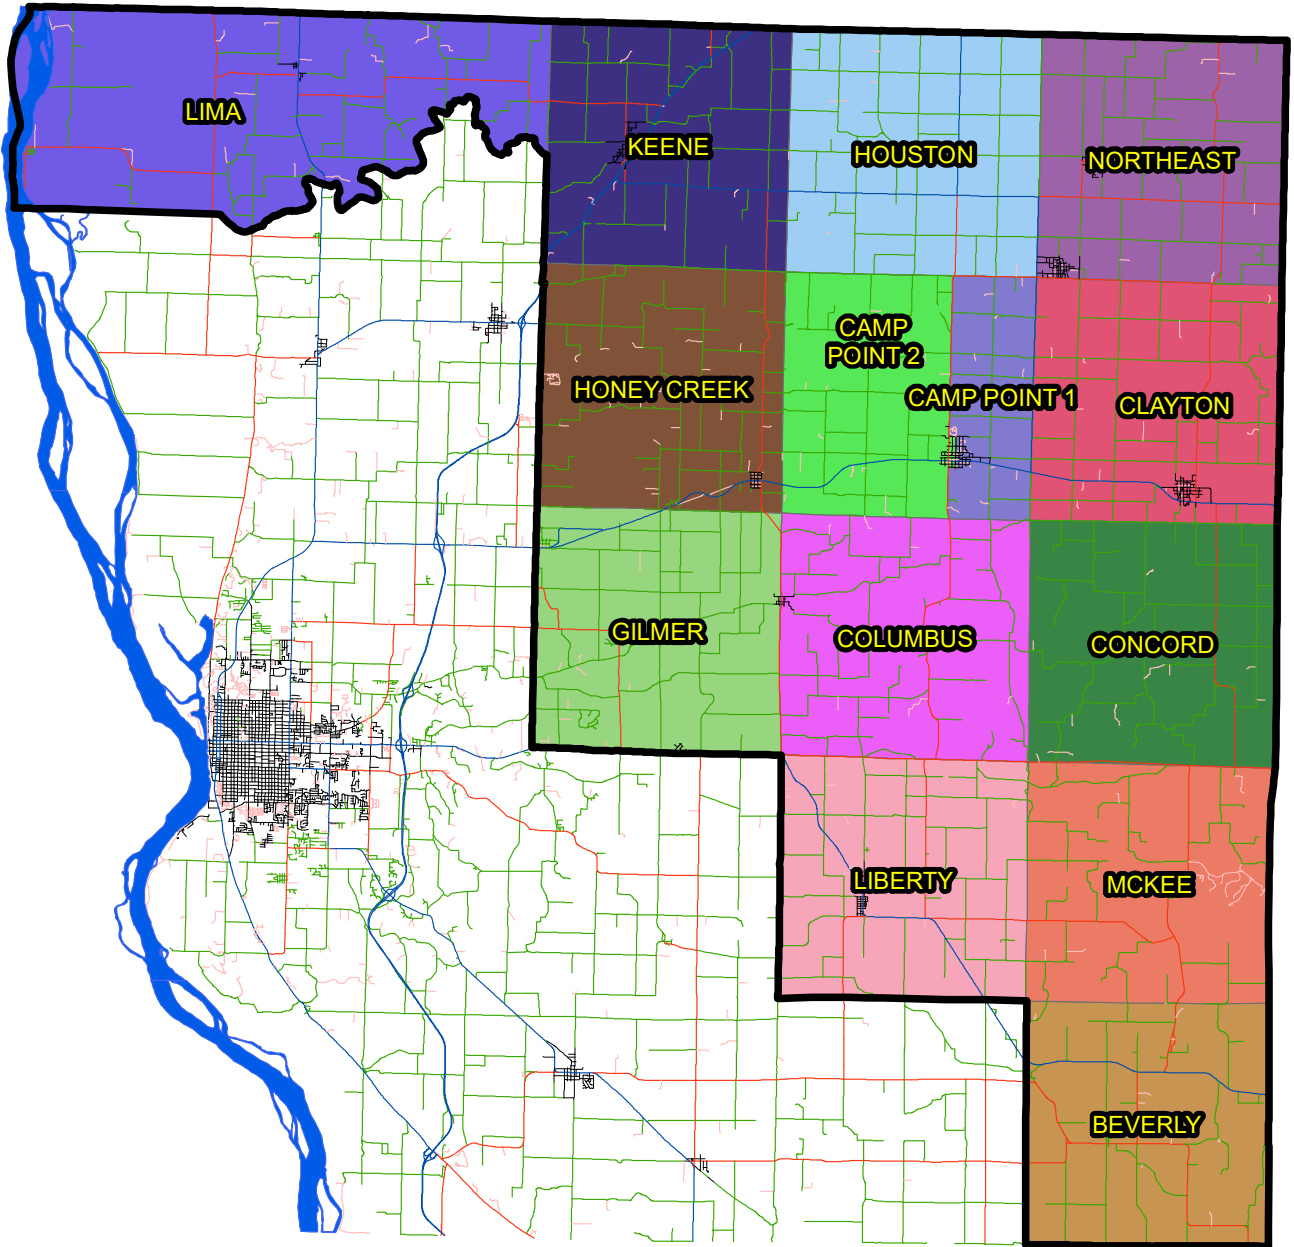 LIMA
KEENE
HOUSTON
NORTHEAST
CAMP
POINT 2
HONEY CREEK
CAMP POINT 1
CLAYTON
GILMER
COLUMBUS
CONCORD
LIBERTY
MCKEE
BEVERLY